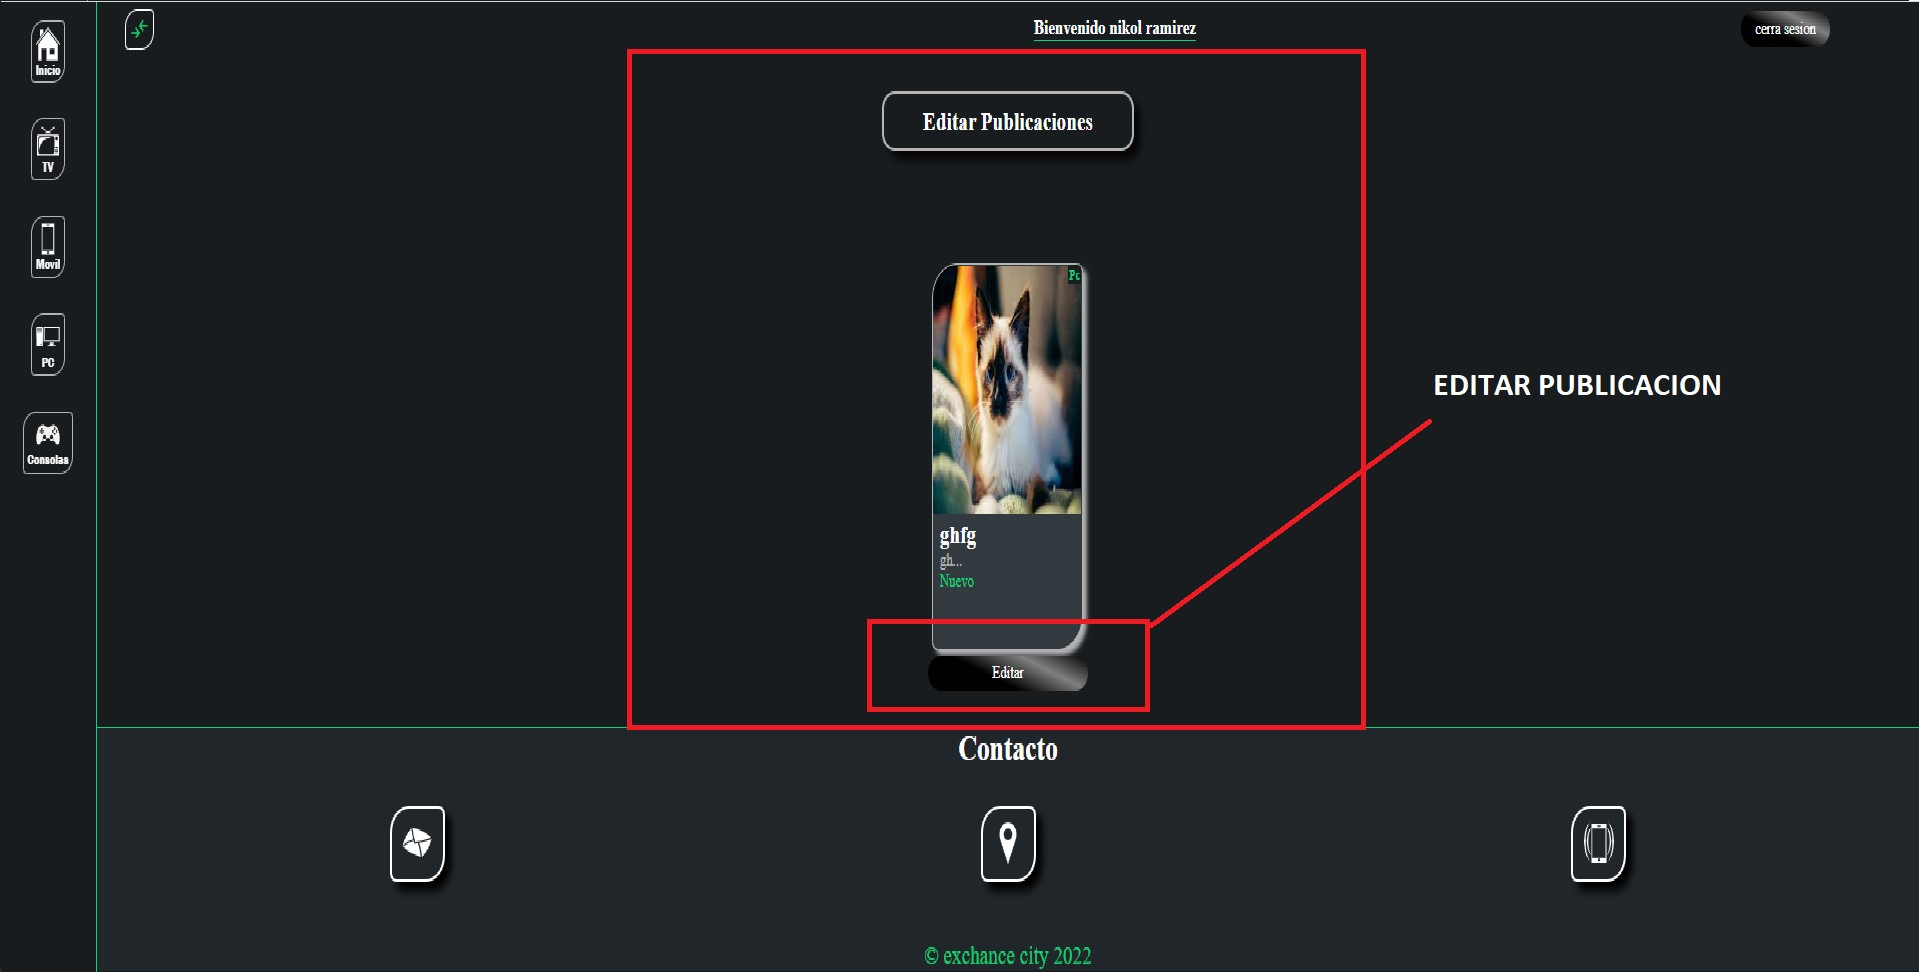 Bienvenido nikol ramirez
cerra sesion
Inicio
TV
Movil
PC
Consolas
Editar Publicaciones
Pc
ghfg
gh...
Nuevo
Editar
EDITAR PUBLICACION
Contacto
© exchance city 2022